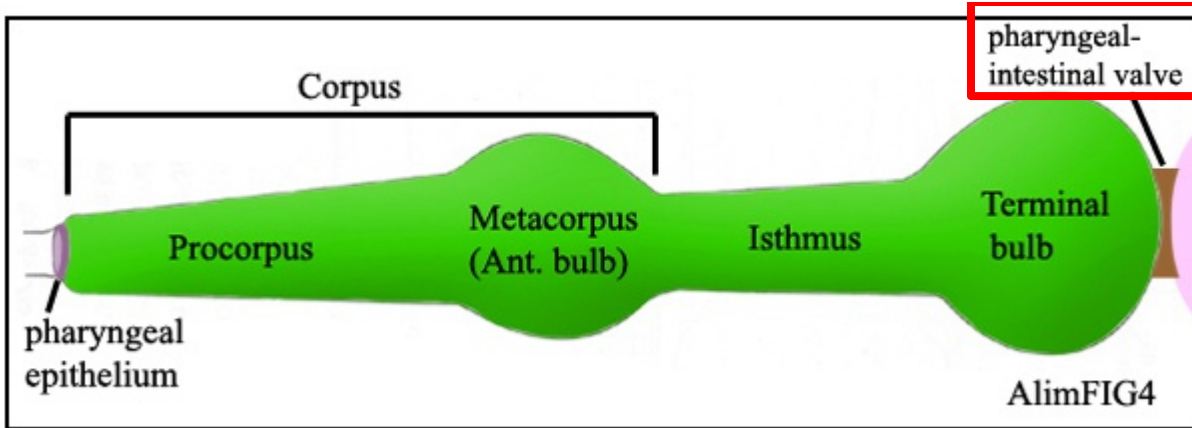 pharyngeal-
intestinal valve
Corpus
Procorpus
Metacorpus
(Ant. bulb)
Isthmus
Terminal
bulb
pharyngeal
epithelium
AlimFIG4